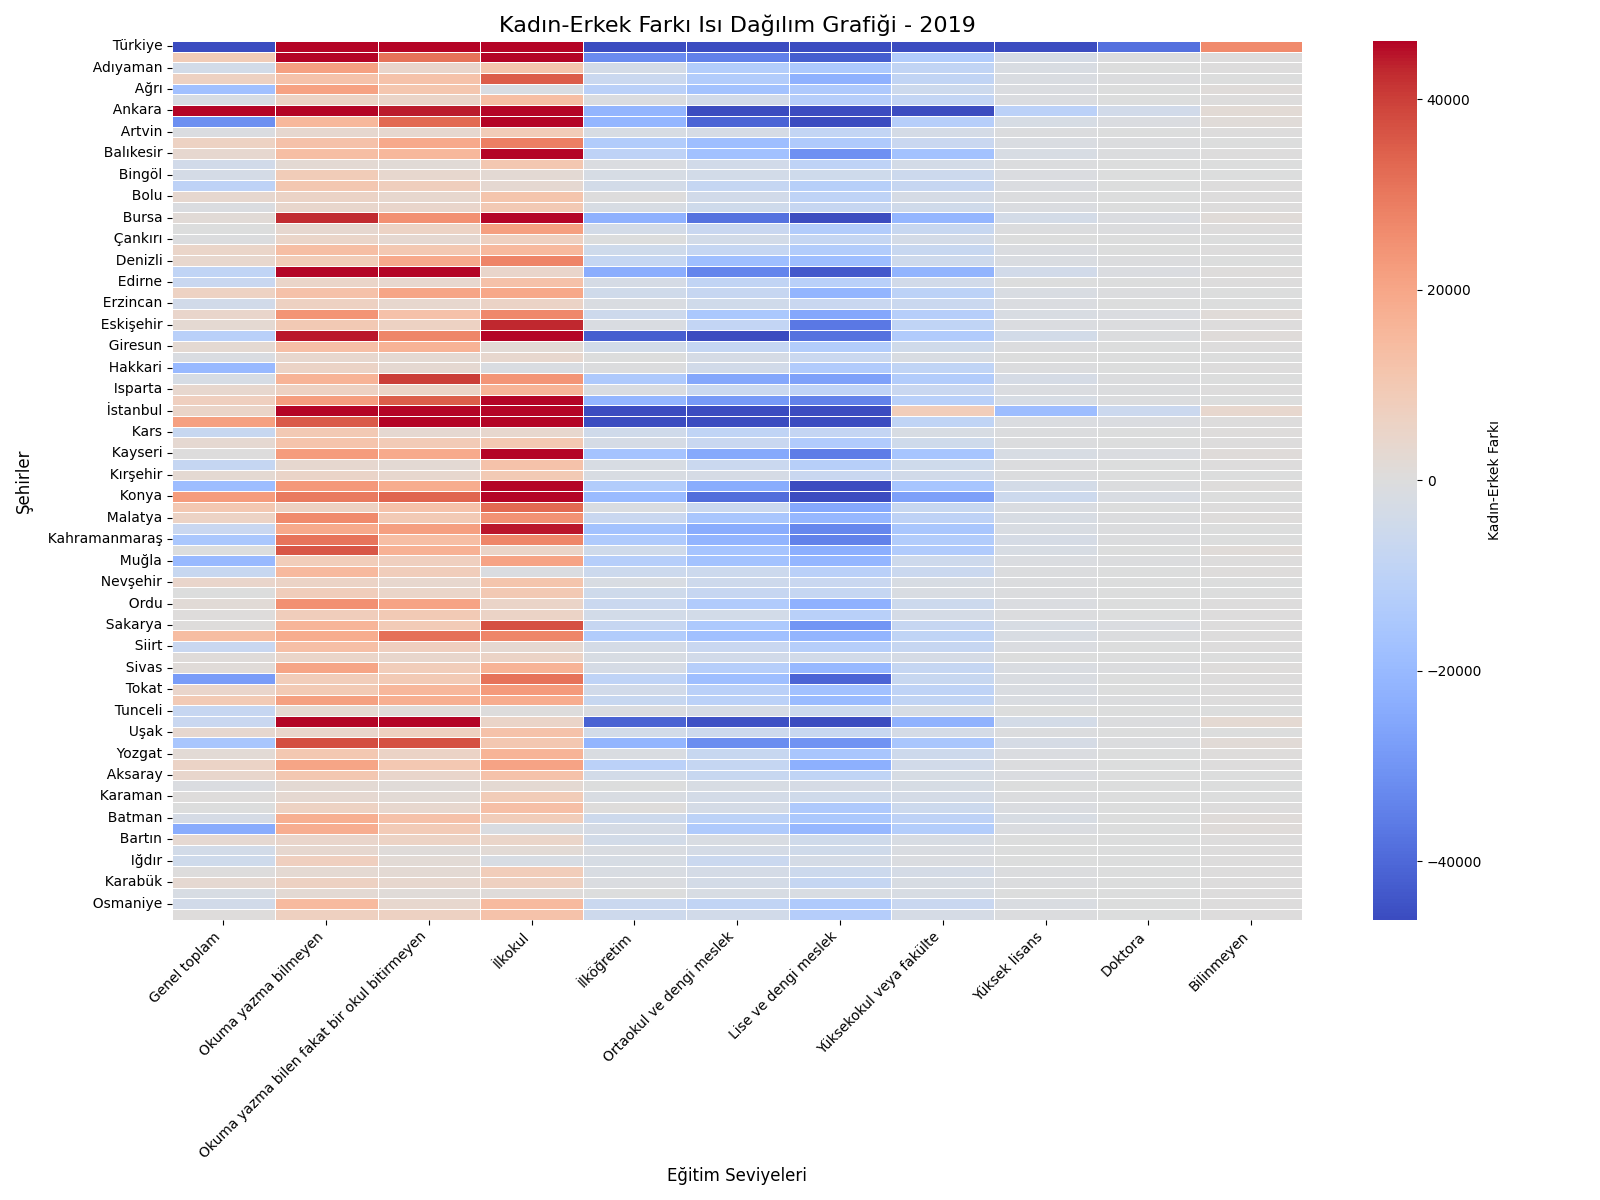 Kadın-Erkek Farkı Isı Dağılım Grafiği - 2019
Şehirler
Türkiye
Adıyaman
Ağrı
Ankara
Artvin
Balıkesir
Bingöl
Bolu
Bursa
Çankırı
Denizli
Edirne
Erzincan
Eskişehir
Giresun
Hakkari
Isparta
İstanbul
Kars
Kayseri
Kırşehir
Konya
Malatya
Kahramanmaraş
Muğla
Nevşehir
Ordu
Sakarya
Siirt
Sivas
Tokat
Tunceli
Uşak
Yozgat
Aksaray
Karaman
Batman
Bartın
Iğdır
Karabük
Osmaniye
Genel toplam
Okuma yazma bilmeyen
Okuma yazma bilen fakat bir okul bitirmeyen
İlkokul
İlköğretim
Ortaokul ve dengi meslek
Lise ve dengi meslek
Yüksekokul veya fakülte
Yüksek lisans
Doktora
Bilinmeyen
Eğitim Seviyeleri
40000
20000
0
−20000
−40000
Kadın-Erkek Farkı